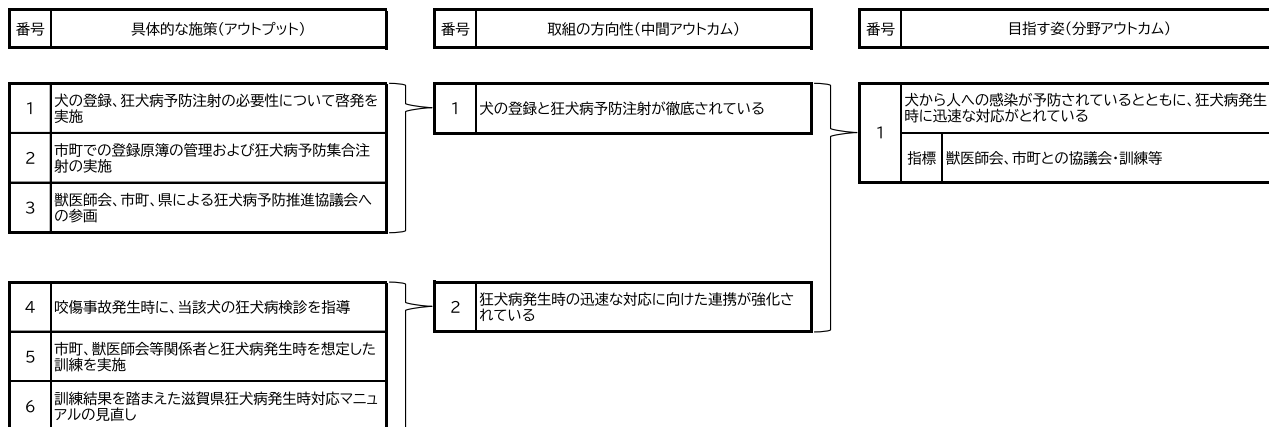 番号 具体的な施策(アウトプット)
番号 取組の方向性(中間アウトカム)
番号 目指す姿(分野アウトカム)
1 犬の登録、狂犬病予防注射の必要性について啓発を
実施
2 市町での登録原簿の管理および狂犬病予防集合注
射の実施
3 獣医師会、市町、県による狂犬病予防推進協議会へ
の参画
1 犬の登録と狂犬病予防注射が徹底されている
1 犬から人への感染が予防されているとともに、狂犬病発生
時に迅速な対応がとれている
指標 獣医師会、市町との協議会・訓練等
4 咬傷事故発生時に、当該犬の狂犬病検診を指導
5 市町、獣医師会等関係者と狂犬病発生時を想定した
訓練を実施
6 訓練結果を踏まえた滋賀県狂犬病発生時対応マニュ
アルの見直し
2 狂犬病発生時の迅速な対応に向けた連携が強化さ
れている